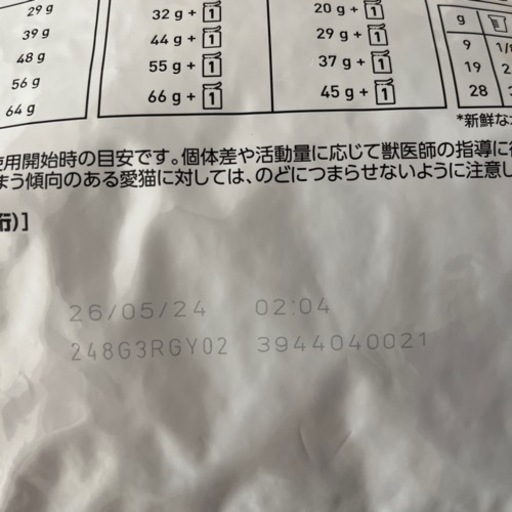 29 g
39 g
48 g
56 g
64 g
32 g + 1
44 g + 1
55 g + 1
66 g + 1
20 g + 1
29 g + 1
37 g + 1
45 g + 1
g
9
19
28
*新鮮な
使用開始時の目安です。個体差や活動量に応じて獣医師の指導に
まう傾向のある愛猫に対しては、のどにつまらせないように注意し
桁)]
26/05/24 02:04
248G3RGY02 3944040021